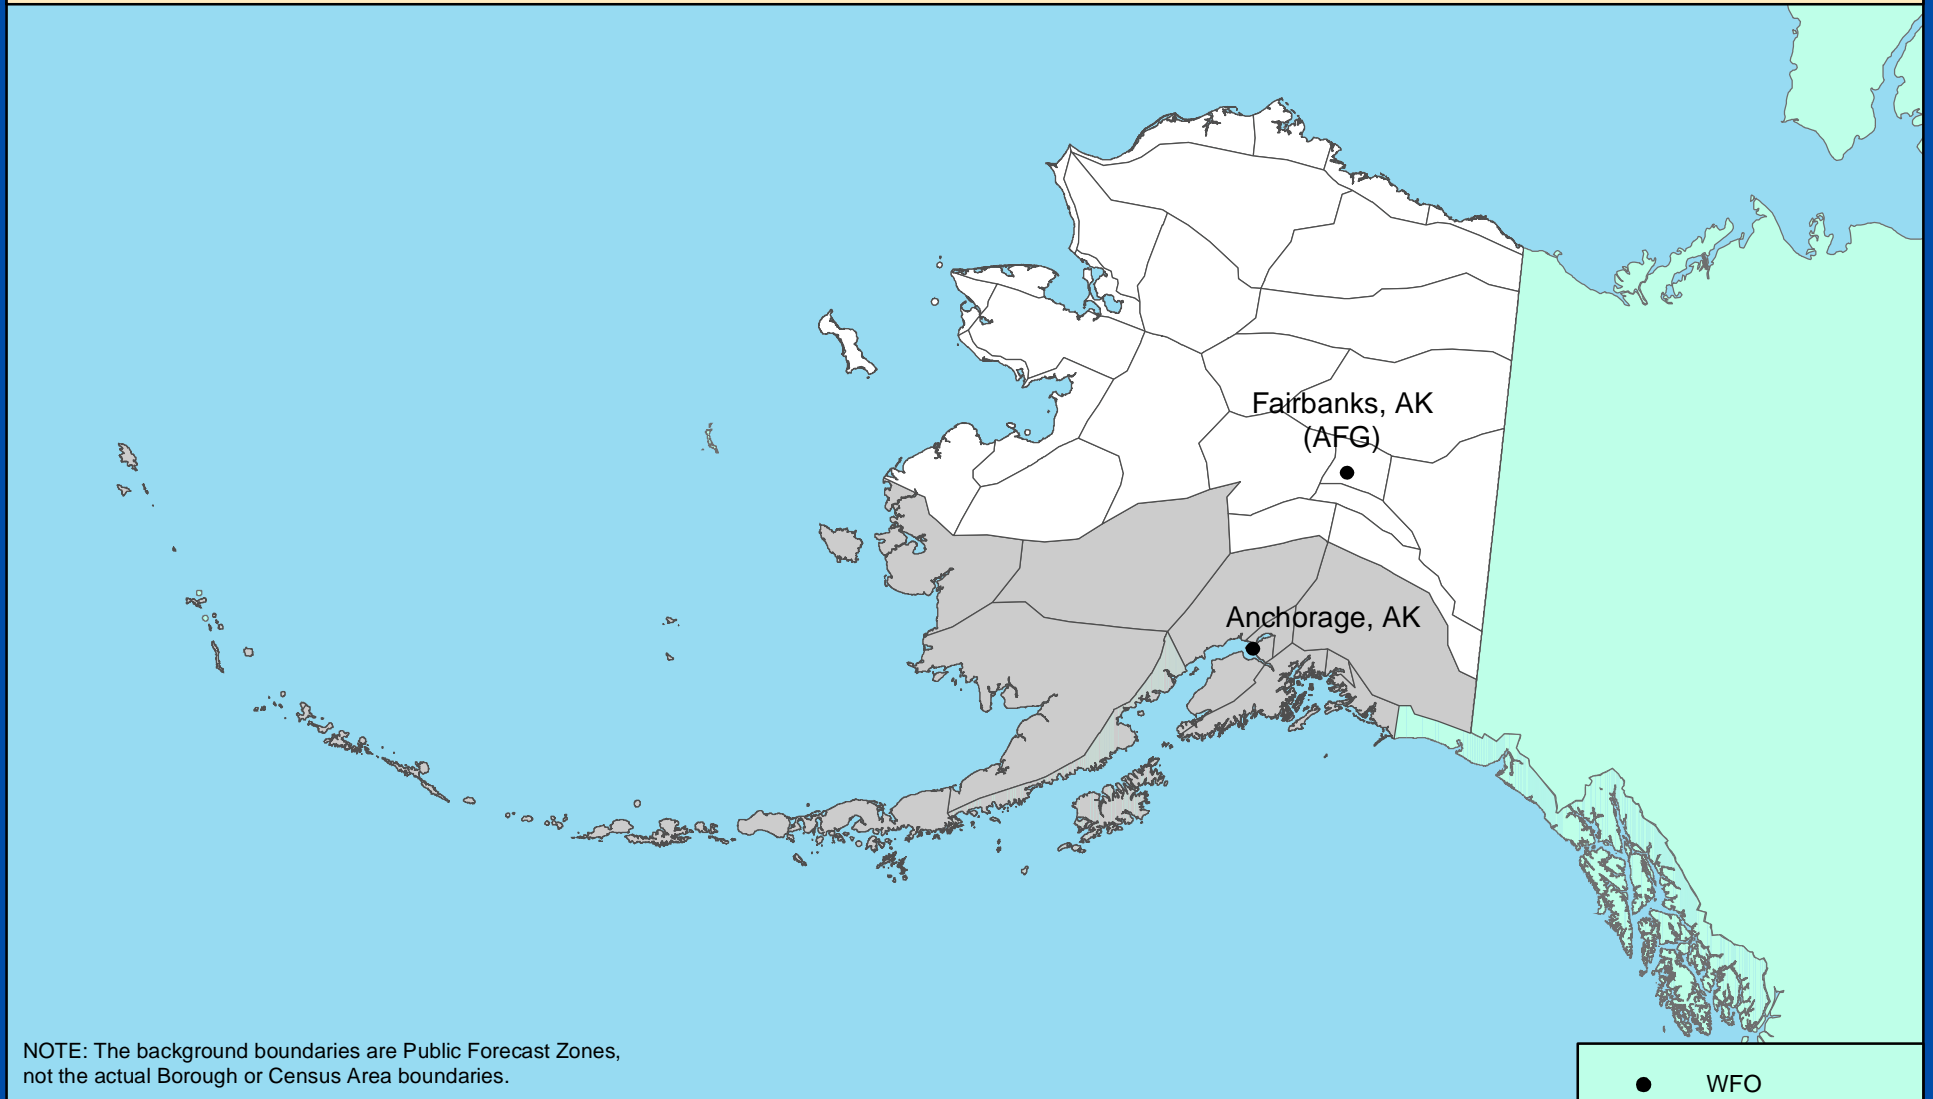 Fairbanks, AK
(AFG)
Anchorage, AK
NOTE: The background boundaries are Public Forecast Zones,
not the actual Borough or Census Area boundaries.
WFO